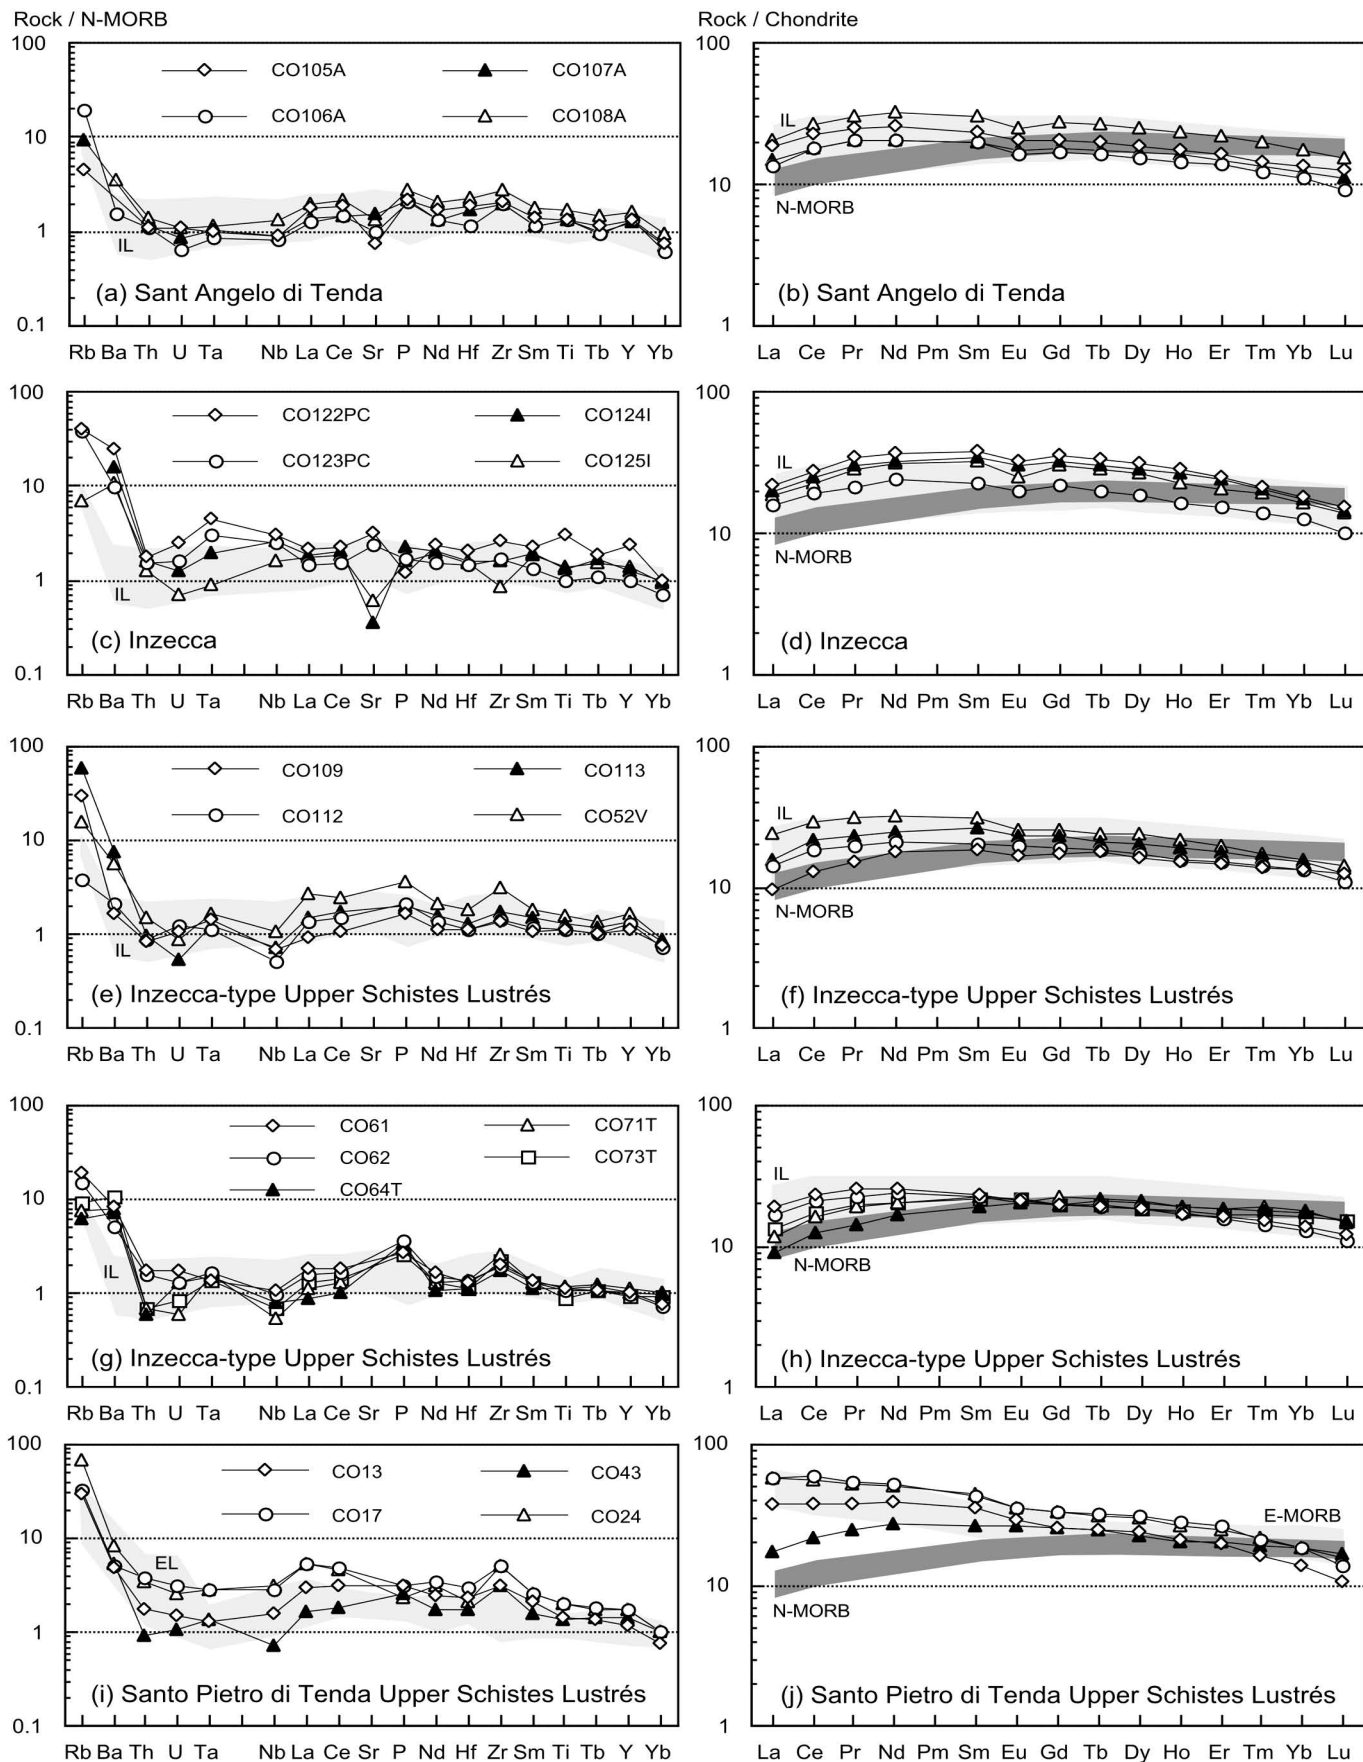 Rock / N-MORB
Rock / Chondrite
100
10
1
0.1
CO105A
CO107A
CO106A
CO108A
IL
(a) Sant Angelo di Tenda
Rb Ba Th U Ta Nb La Ce Sr P Nd Hf Zr Sm Ti Tb Y Yb
100
10
1
IL
N-MORB
(b) Sant Angelo di Tenda
La Ce Pr Nd Pm Sm Eu Gd Tb Dy Ho Er Tm Yb Lu
100
10
1
0.1
CO122PC
CO124I
CO123PC
CO125I
IL
(c) Inzecca
Rb Ba Th U Ta Nb La Ce Sr P Nd Hf Zr Sm Ti Tb Y Yb
100
10
1
IL
N-MORB
(d) Inzecca
La Ce Pr Nd Pm Sm Eu Gd Tb Dy Ho Er Tm Yb Lu
100
10
1
0.1
CO109
CO113
CO112
CO52V
IL
(e) Inzecca-type Upper Schistes Lustrés
Rb Ba Th U Ta Nb La Ce Sr P Nd Hf Zr Sm Ti Tb Y Yb
100
10
1
IL
N-MORB
(f) Inzecca-type Upper Schistes Lustrés
La Ce Pr Nd Pm Sm Eu Gd Tb Dy Ho Er Tm Yb Lu
100
10
1
0.1
CO61
CO71T
CO62
CO73T
CO64T
IL
(g) Inzecca-type Upper Schistes Lustrés
Rb Ba Th U Ta Nb La Ce Sr P Nd Hf Zr Sm Ti Tb Y Yb
100
10
1
IL
N-MORB
(h) Inzecca-type Upper Schistes Lustrés
La Ce Pr Nd Pm Sm Eu Gd Tb Dy Ho Er Tm Yb Lu
100
10
1
0.1
CO13
CO43
CO17
CO24
EL
(i) Santo Pietro di Tenda Upper Schistes Lustrés
Rb Ba Th U Ta Nb La Ce Sr P Nd Hf Zr Sm Ti Tb Y Yb
100
10
1
E-MORB
N-MORB
(j) Santo Pietro di Tenda Upper Schistes Lustrés
La Ce Pr Nd Pm Sm Eu Gd Tb Dy Ho Er Tm Yb Lu